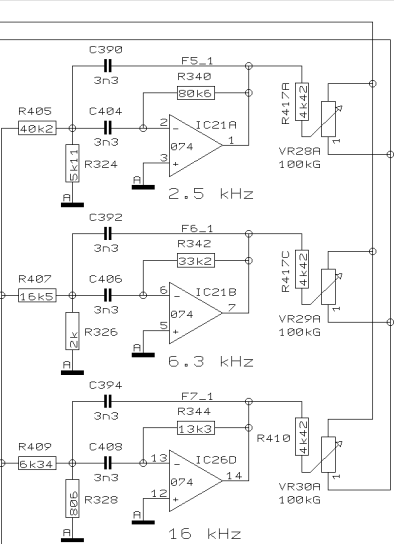 C390
F5_1
3n3
R340
80k6
R405
40k2
C404
3n3
2
3
1
IC21A
074
5k11
R324
A
A
2.5 kHz
R417A
4k42
1
VR28A
100kG
C392
F6_1
3n3
R342
33k2
R407
16k5
C406
3n3
6
5
7
IC21B
074
2k
R326
A
A
6.3 kHz
R417C
4k42
1
VR29A
100kG
C394
F7_1
3n3
R344
13k3
R409
6k34
C408
3n3
13
12
14
IC26D
074
806
R328
A
A
16 kHz
R410
4k42
1
VR30A
100kG